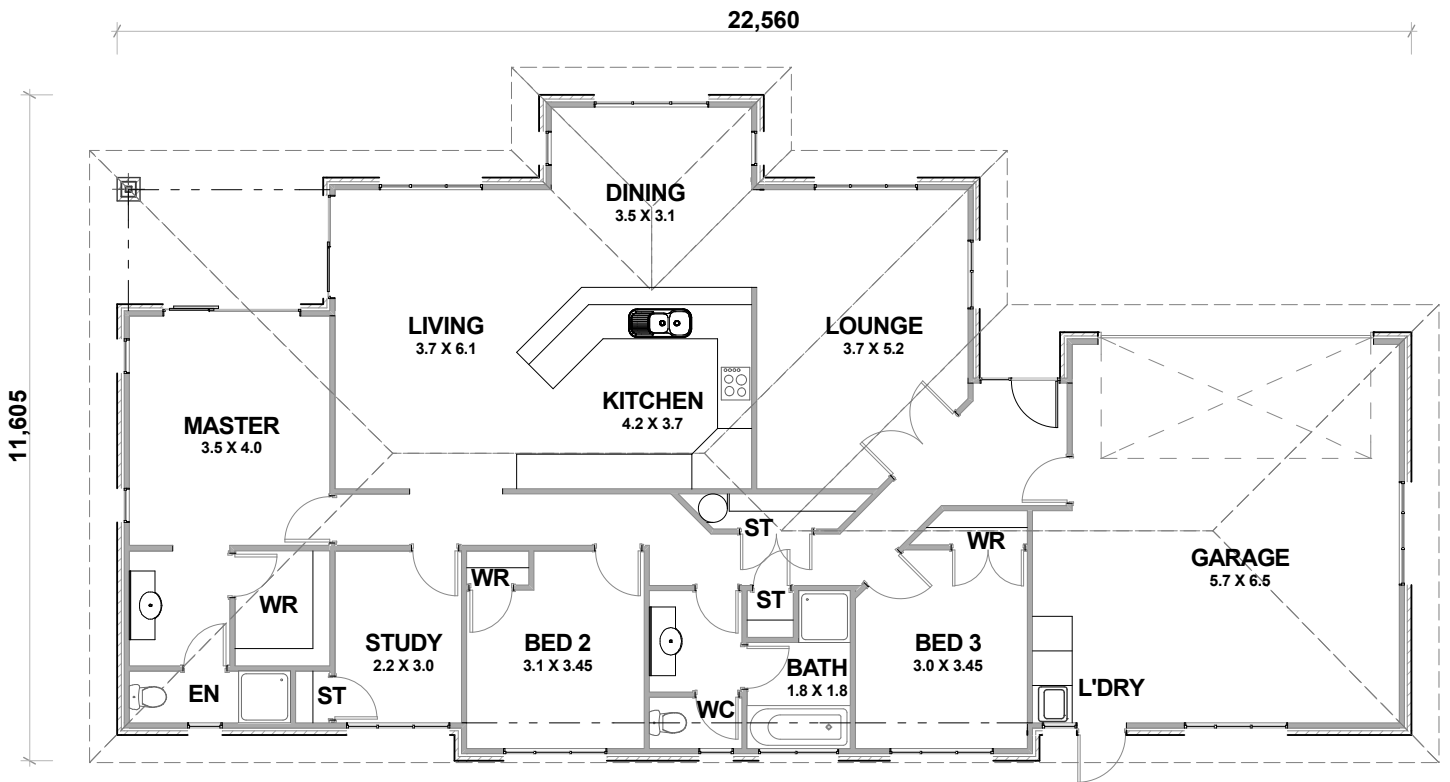 22,560
11,605
DINING
3.5 X 3.1
LIVING
3.7 X 6.1
LOUNGE
3.7 X 5.2
KITCHEN
4.2 X 3.7
MASTER
3.5 X 4.0
ST
WR
GARAGE
5.7 X 6.5
WR
WR
ST
STUDY
2.2 X 3.0
BED 2
3.1 X 3.45
BATH
1.8 X 1.8
BED 3
3.0 X 3.45
EN
ST
WC
L'DRY